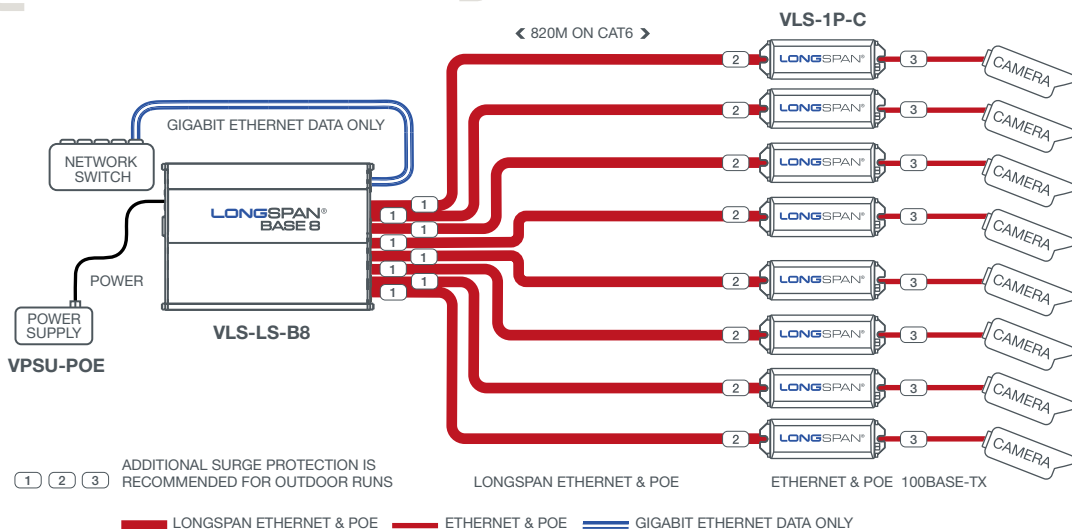 VLS-1P-C
820M ON CAT6
2
LONGSPAN®
3
CAMERA
2
LONGSPAN®
3
CAMERA
GIGABIT ETHERNET DATA ONLY
NETWORK
SWITCH
2
LONGSPAN®
3
CAMERA
LONGSPAN®
BASE 8
1
1
1
1
1
1
1
1
2
LONGSPAN®
3
CAMERA
POWER
2
LONGSPAN®
3
CAMERA
POWER
SUPPLY
VPSU-POE
VLS-LS-B8
2
LONGSPAN®
3
CAMERA
2
LONGSPAN®
3
CAMERA
2
LONGSPAN®
3
CAMERA
1 2 3
ADDITIONAL SURGE PROTECTION IS
RECOMMENDED FOR OUTDOOR RUNS
LONGSPAN ETHERNET & POE
ETHERNET & POE 100BASE-TX
LONGSPAN ETHERNET & POE
ETHERNET & POE
GIGABIT ETHERNET DATA ONLY